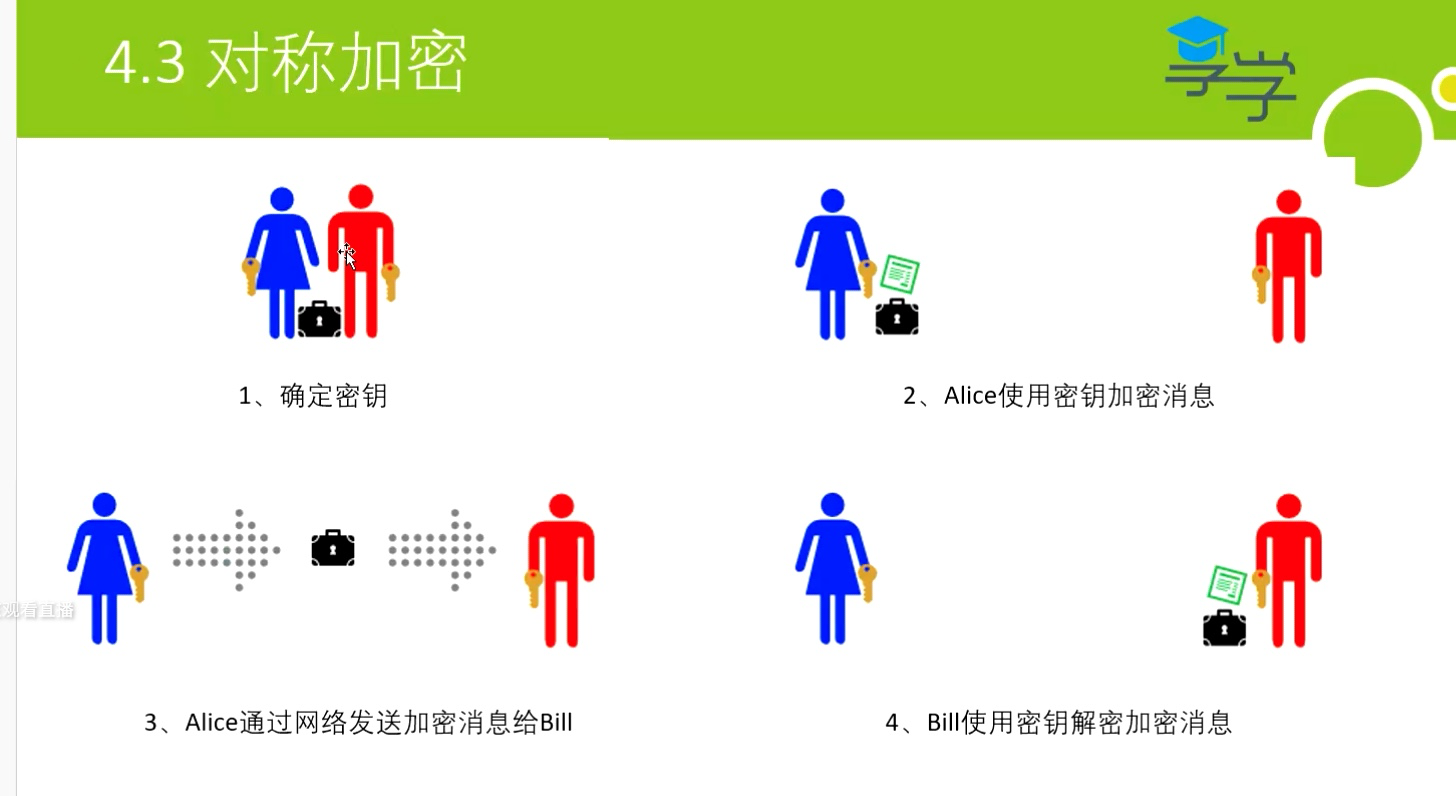 4.3 对称加密
享学
1、确定密钥
2、Alice使用密钥加密消息
观看直播
3、Alice通过网络发送加密消息给Bill
4、Bill使用密钥解密加密消息